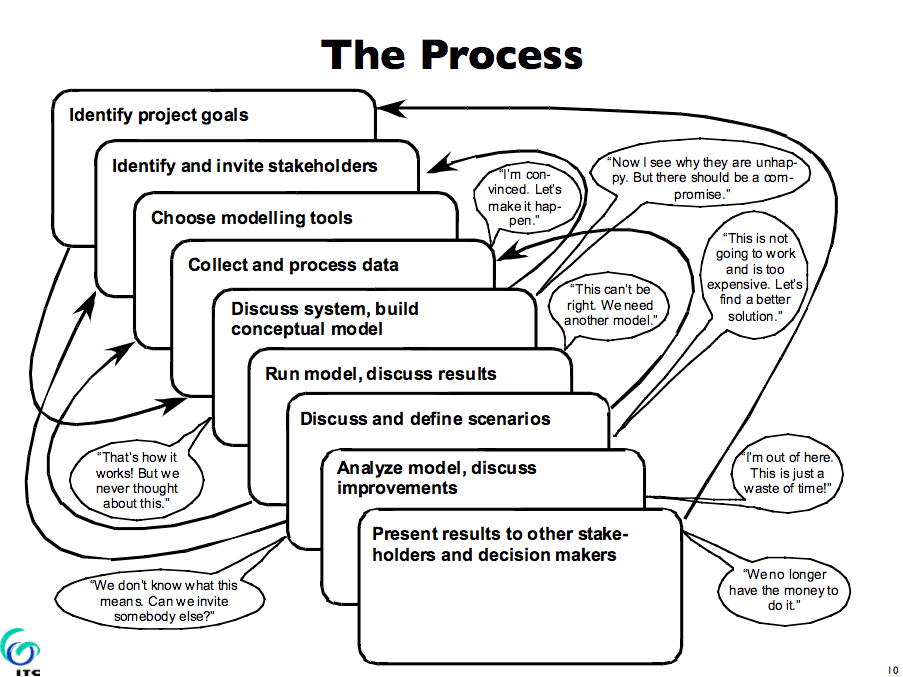 The Process
Identify project goals
Identify and invite stakeholders
Choose modelling tools
Collect and process data
Discuss system, build
conceptual model
Run model, discuss results
Discuss and define scenarios
Analyze model, discuss
improvements
Present results to other stake-
holders and decision makers
“I'm con-
vinced. Let's
make it hap-
pen.”
“Now I see why they are unhap-
py. But there should be a com-
promise.”
“This is not
going to work
and is too
expensive. Let's
find a better
solution.”
“This can't be
right. We need
another model.”
“That's how it
works! But we
never thought
about this.”
“I'm out of here.
This is just a
waste of time!”
“We don't know what this
means. Can we invite
somebody else?”
“We no longer
have the money to
do it.”
ITC
10